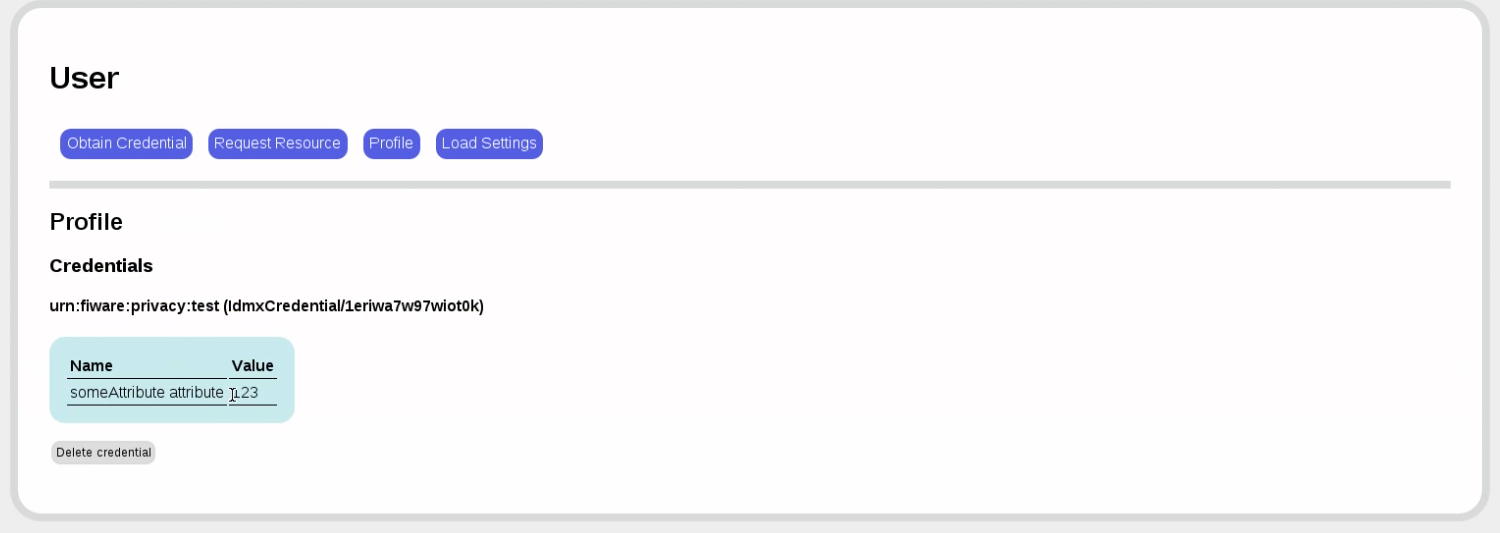 User
Obtain Credential Request Resource Profile Load Settings
Profile
Credentials
urn:fiware:privacy:test (IdmxCredential/1eriwa7w97wiot0k)
Name Value
someAttribute attribute 123
Delete credential